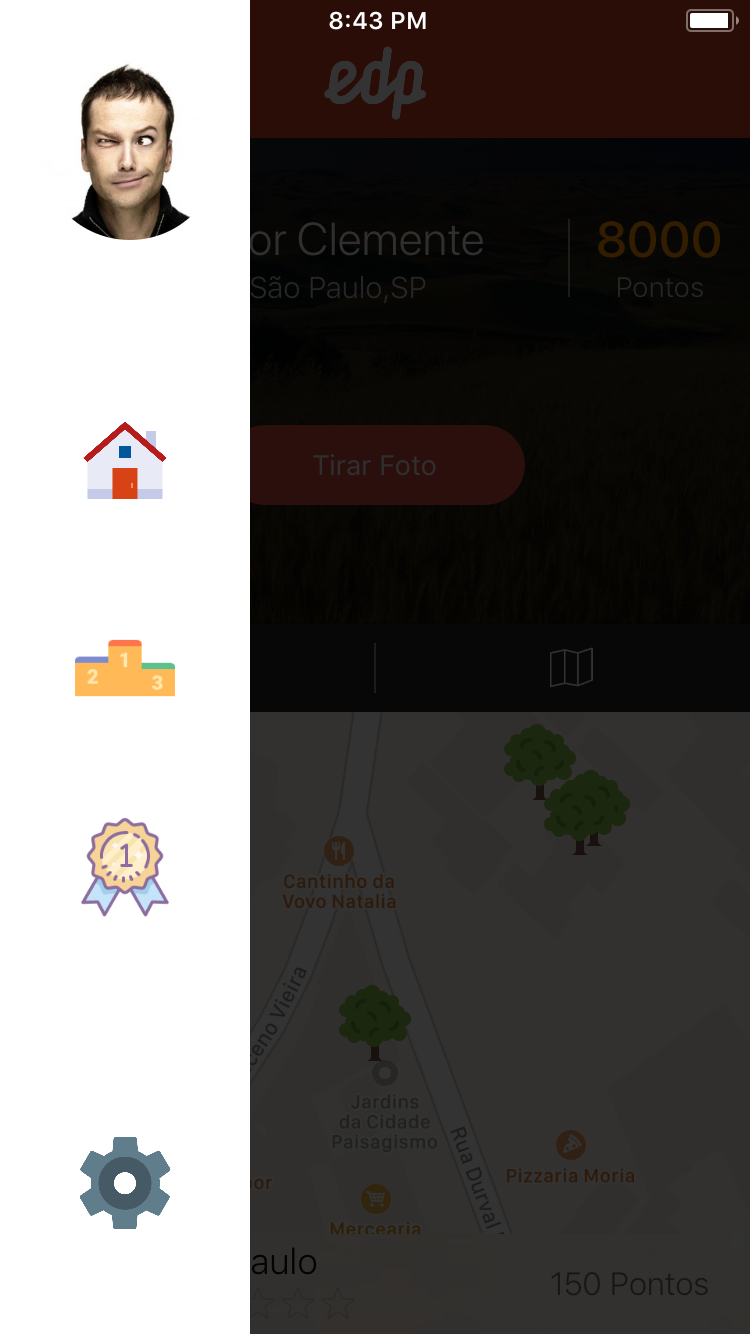 8:43 PM
edp
or Clemente
8000
São Paulo,SP
Pontos
Tirar Foto
1
2
3
Cantinho da
Vovo Natalia
1
ceno Vieira
Jardins
da Cidade
Paisagismo
Rua Durval
Pizzaria Moria
or
Mercearia
aulo
150 Pontos